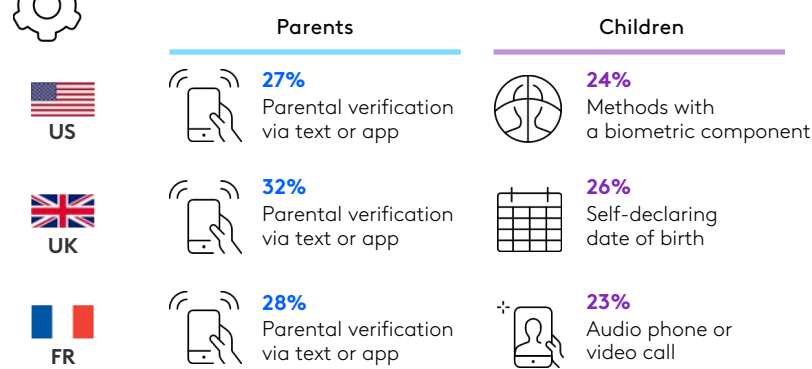 Parents
Children
US
27%
Parental verification
via text or app
24%
Methods with
a biometric component
UK
32%
Parental verification
via text or app
26%
Self-declaring
date of birth
FR
28%
Parental verification
via text or app
23%
Audio phone or
video call